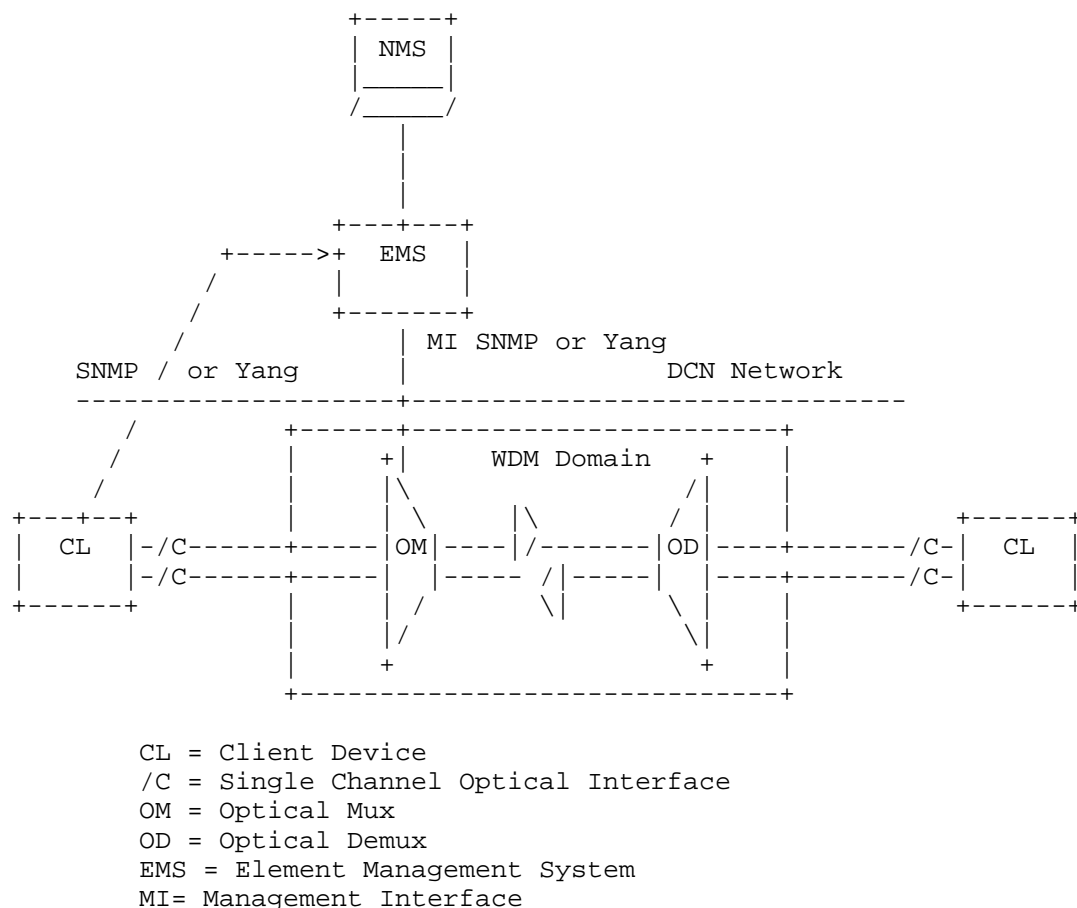 NMS
EMS
MI SNMP or Yang
SNMP / or Yang DCN Network
WDM Domain
CL -/C OM OD /C- CL
-/C /C-
CL = Client Device
/C = Single Channel Optical Interface
OM = Optical Mux
OD = Optical Demux
EMS = Element Management System
MI= Management Interface